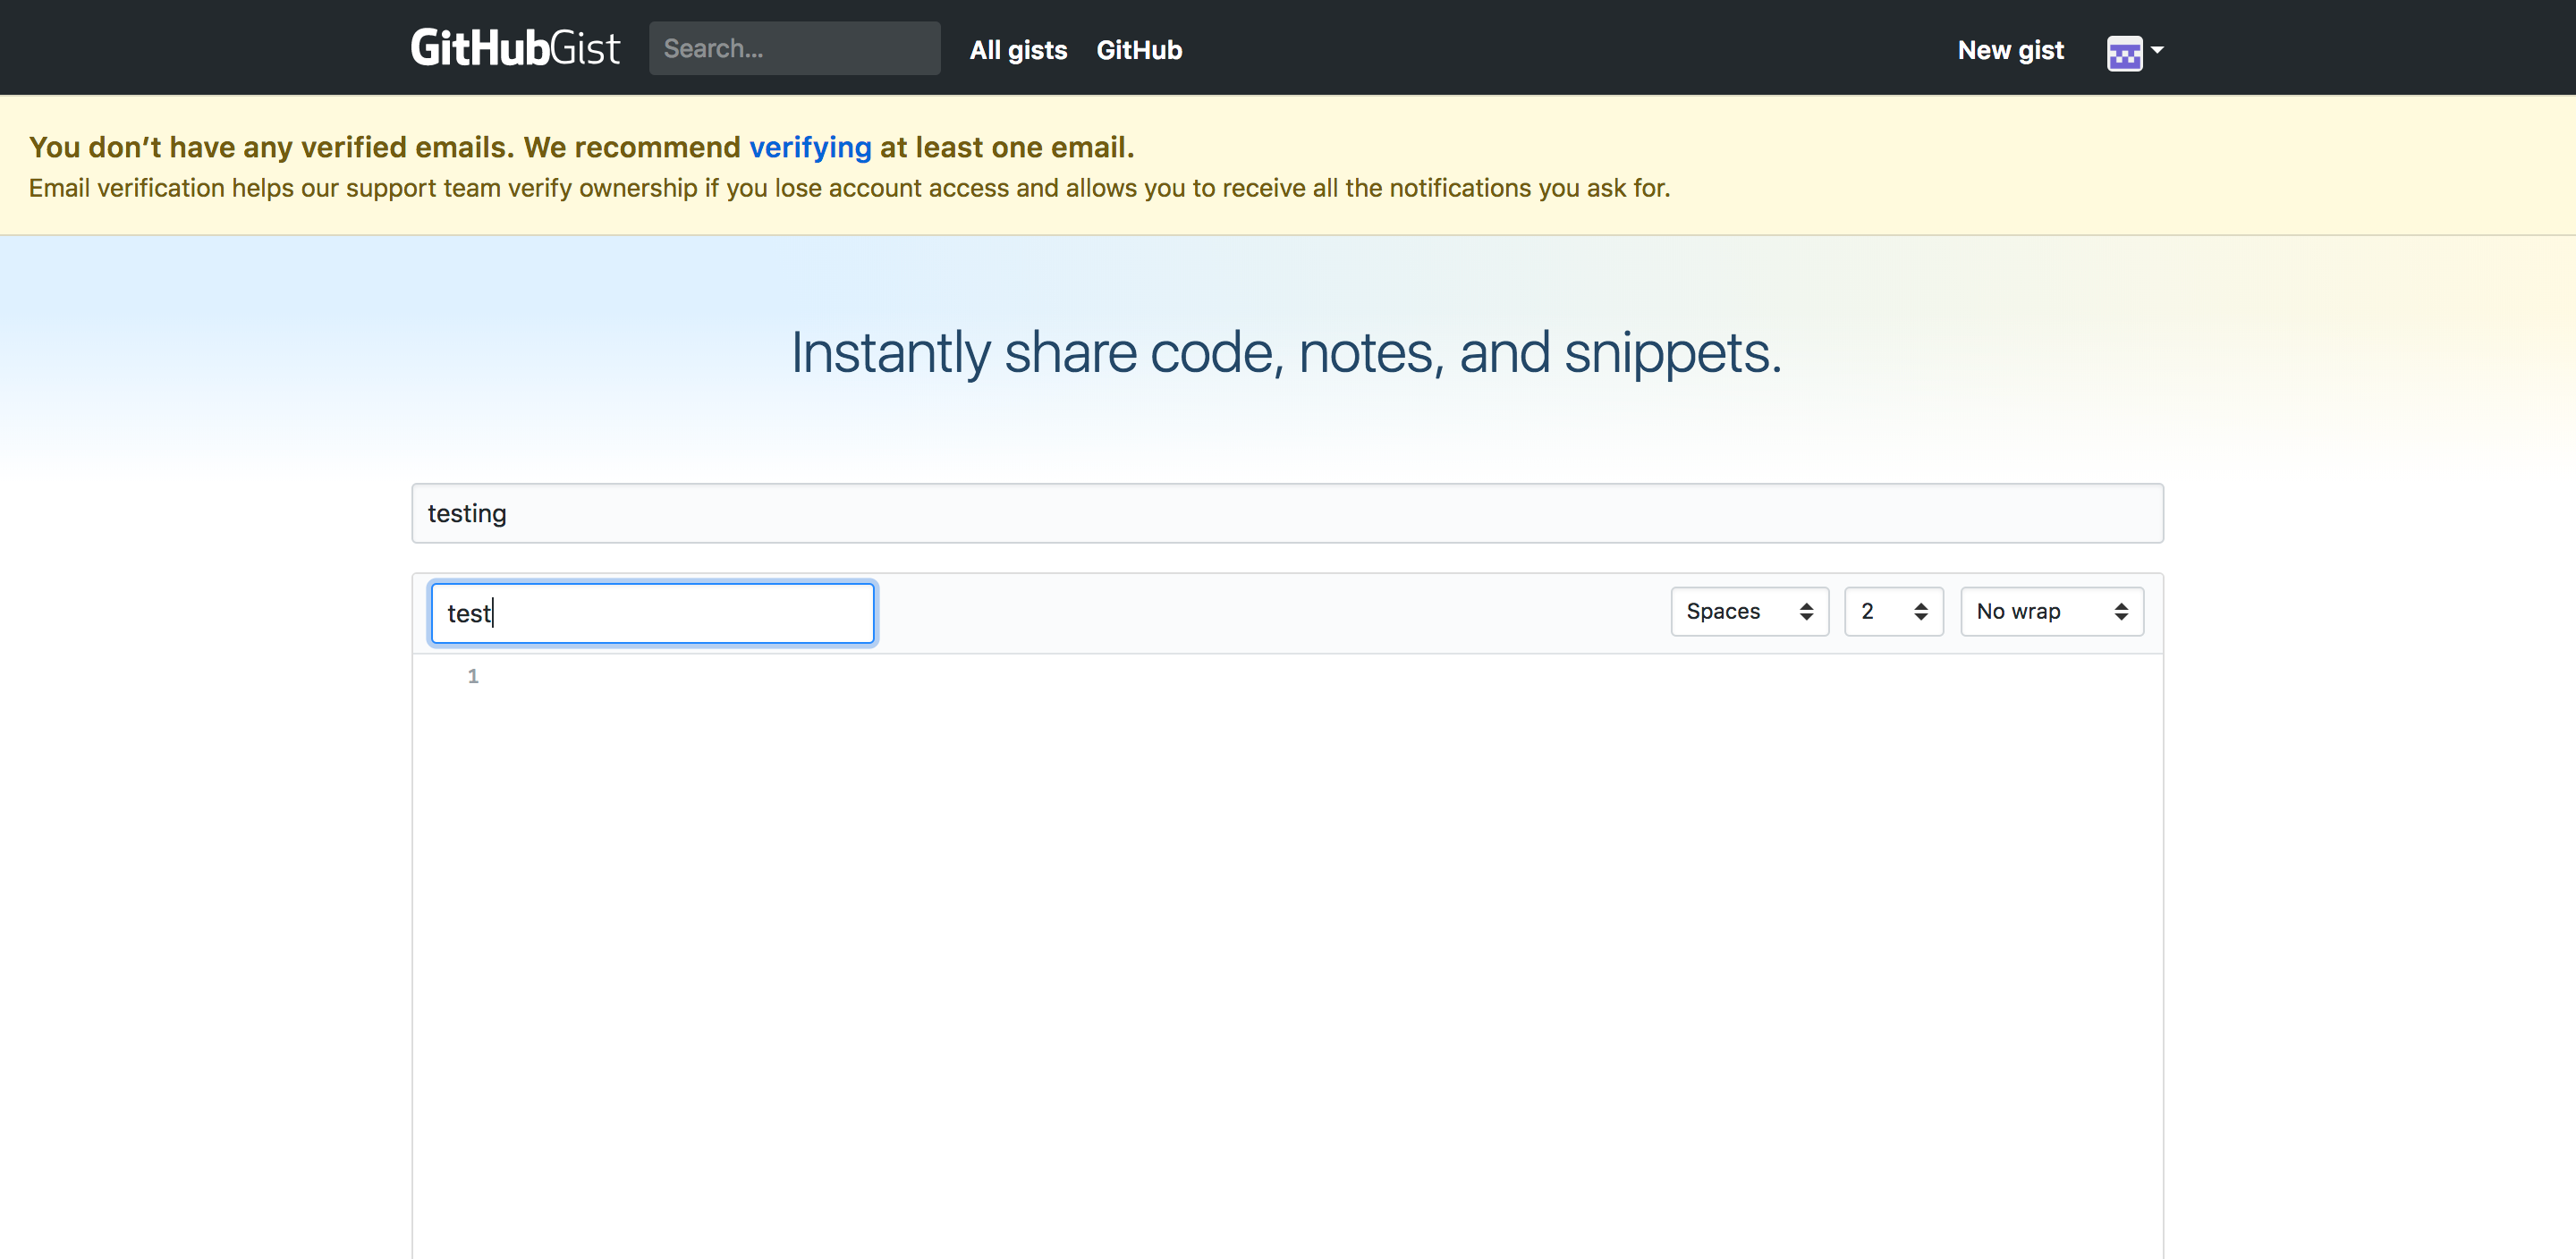 GitHubGist Search... All gists GitHub New gist
You don’t have any verified emails. We recommend verifying at least one email.
Email verification helps our support team verify ownership if you lose account access and allows you to receive all the notifications you ask for.
Instantly share code, notes, and snippets.
testing
test Spaces 2 No wrap
1